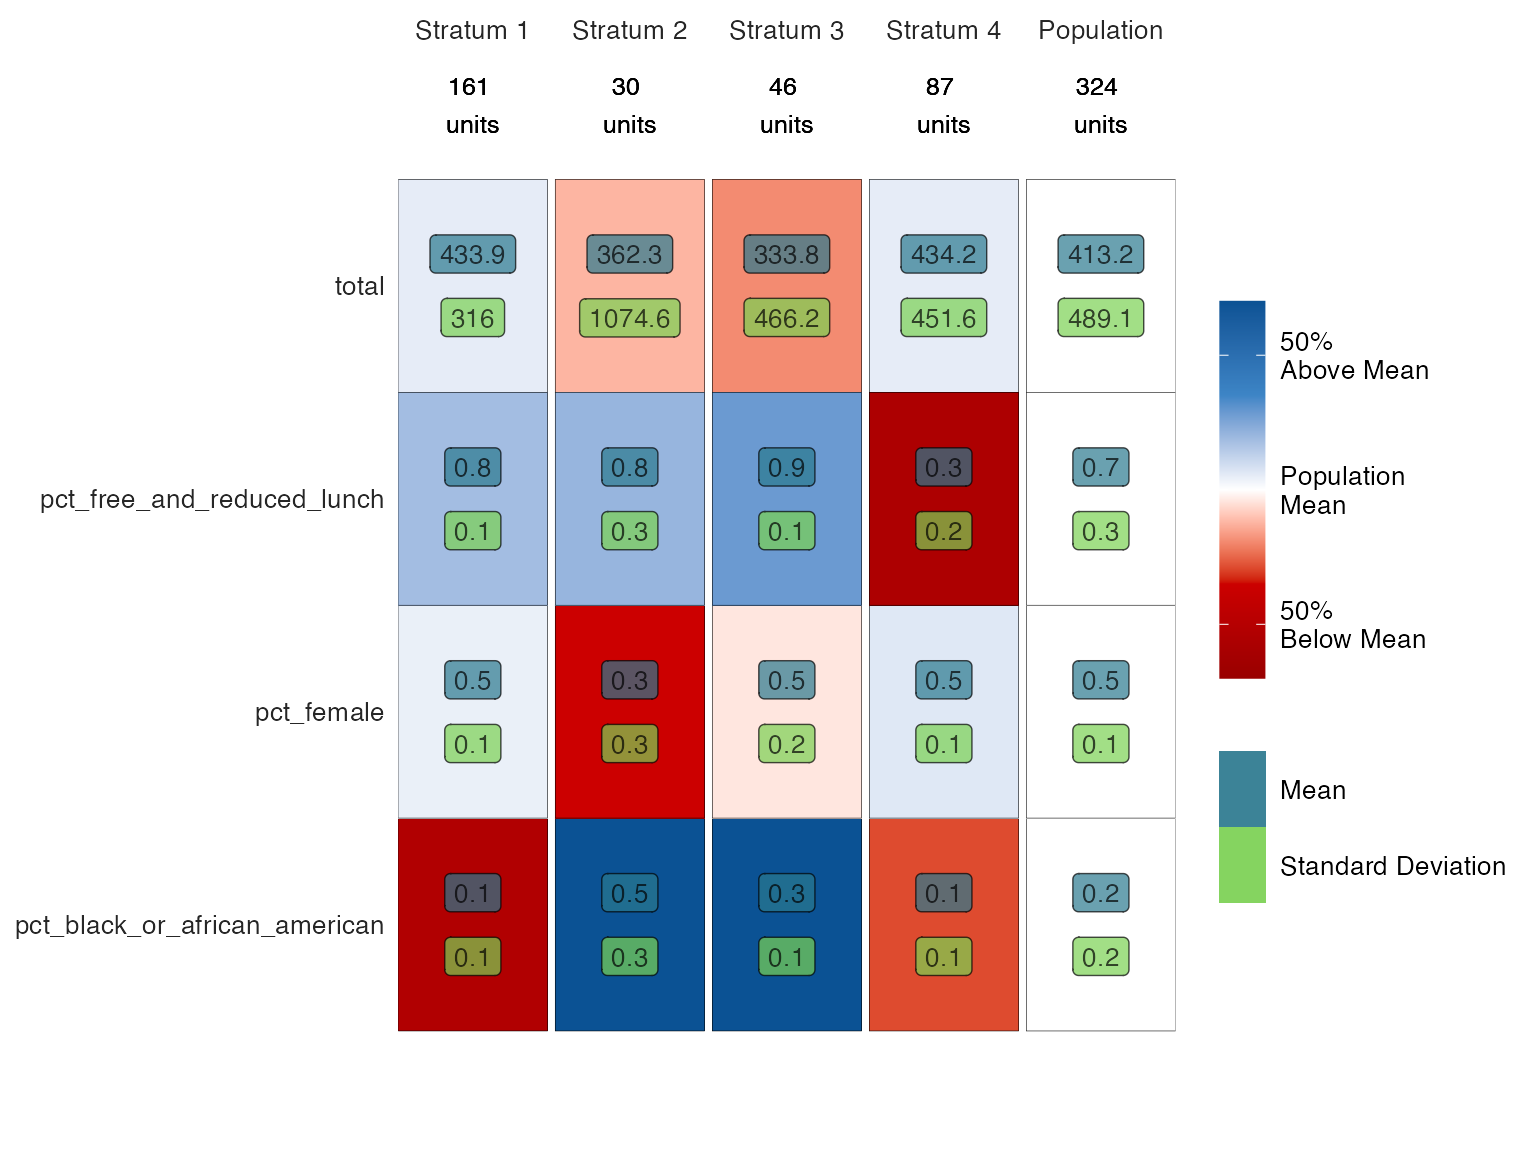 Stratum 1 Stratum 2 Stratum 3 Stratum 4 Population
161 30 46 87 324
units units units units units
433.9 362.3 333.8 434.2 413.2
total
316 1074.6 466.2 451.6 489.1
0.8 0.8 0.9 0.3 0.7
pct_free_and_reduced_lunch
0.1 0.3 0.1 0.2 0.3
0.5 0.3 0.5 0.5 0.5
pct_female
0.1 0.3 0.2 0.1 0.1
0.1 0.5 0.3 0.1 0.2
pct_black_or_african_american
0.1 0.3 0.1 0.1 0.2
50%
Above Mean
Population
Mean
50%
Below Mean
Mean
Standard Deviation